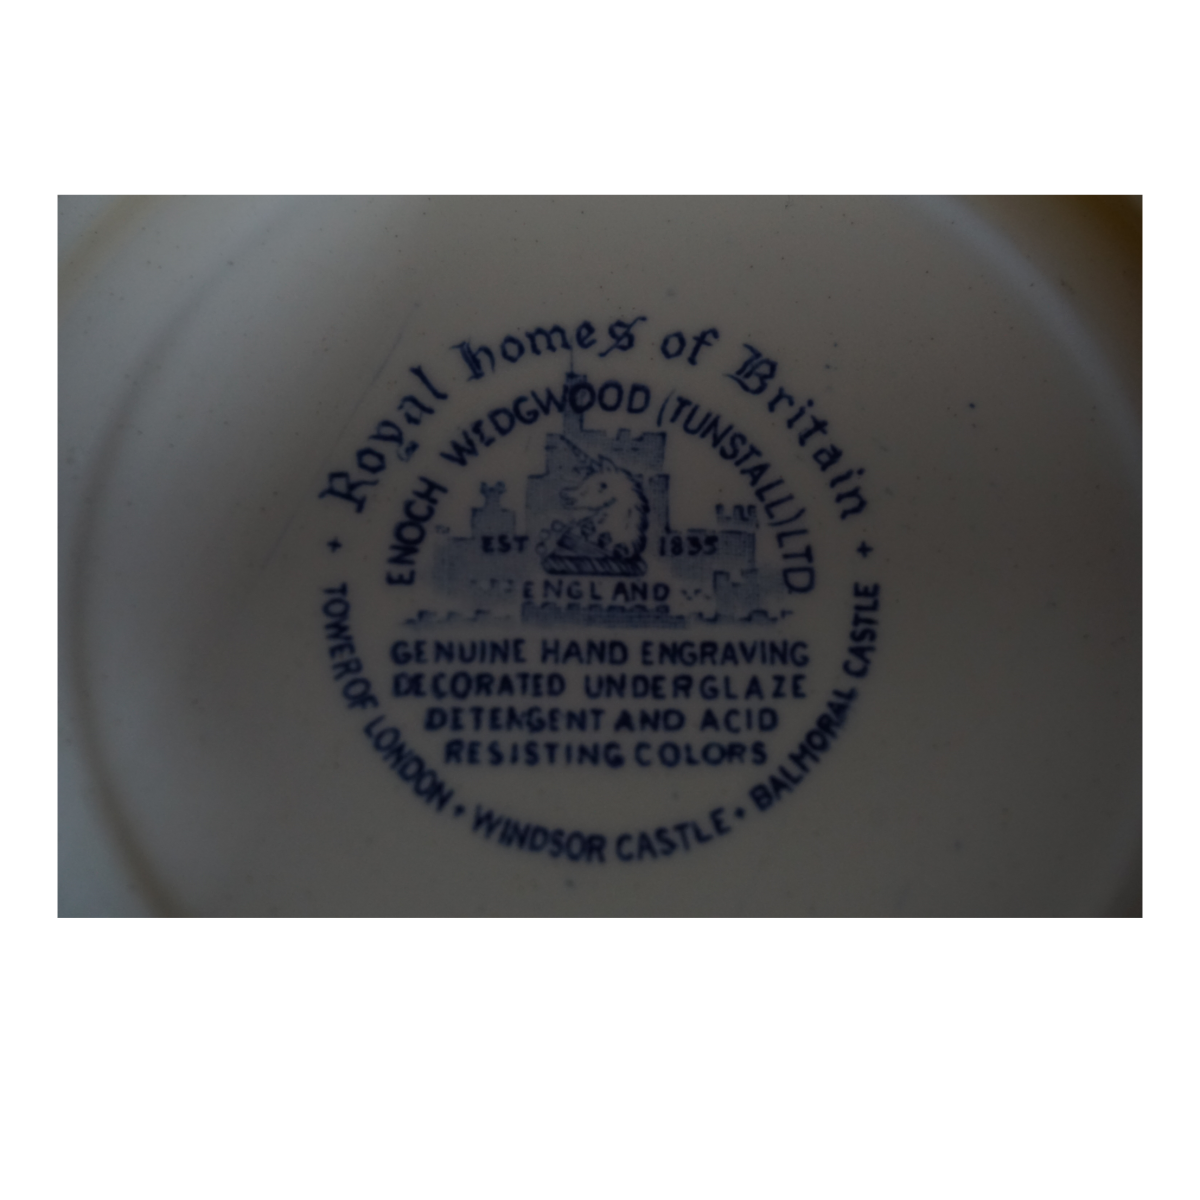 Royal homes of Britain
ENOCH WEDGWOOD (TUNSTALL) LTD
EST 1835
ENGLAND
GENUINE HAND ENGRAVING
DECORATED UNDERGLAZE
DETERGENT AND ACID
RESISTING COLORS
TOWER OF LONDON • WINDSOR CASTLE • BALMORAL CASTLE